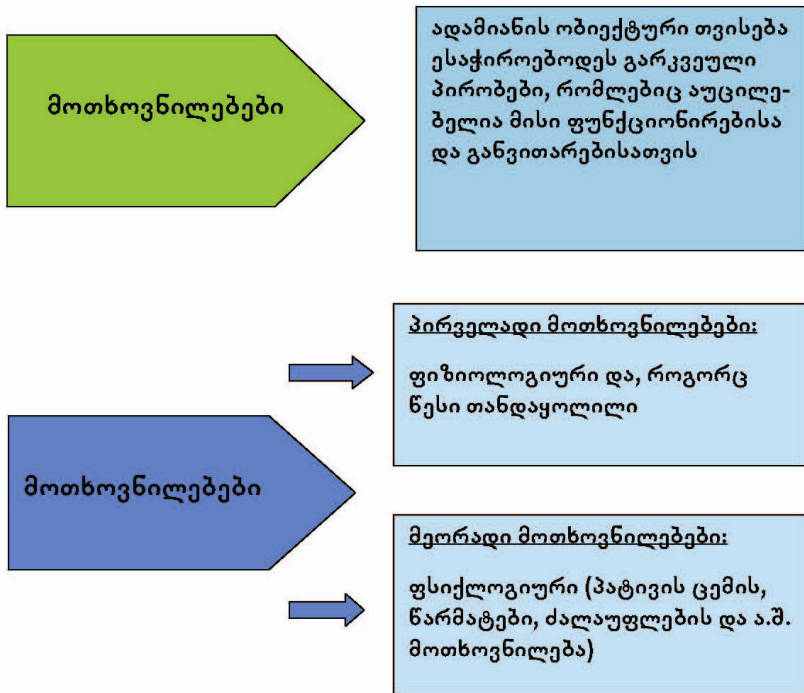 მოთხოვნილებები
ადამიანის ობიექტური თვისება
ესაჭიროებოდეს გარკვეული
პირობები, რომლებიც აუცილე-
ბელია მისი ფუნქციონირებისა
და განვითარებისათვის
მოთხოვნილებები
პირველადი მოთხოვნილებები:
ფიზიოლოგიური და, როგორც
წესი თანდაყოლილი
მეორადი მოთხოვნილებები:
ფსიქლოგიური (პატივის ცემის,
წარმატები, ძალაუფლების და ა.შ.
მოთხოვნილება)